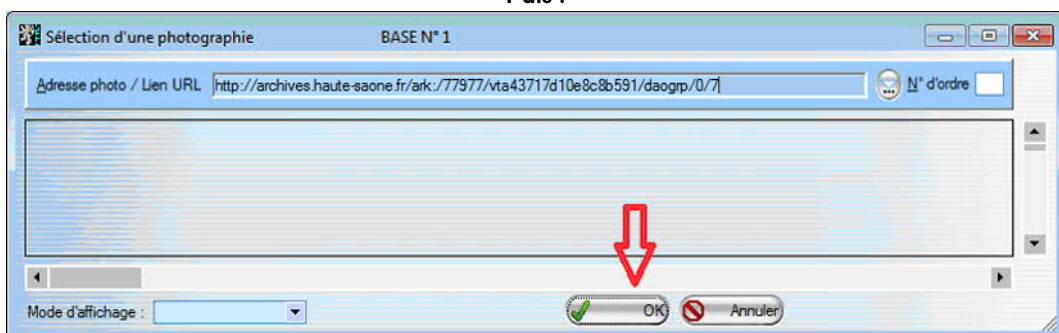 Sélection d'une photographie BASE N° 1
Adresse photo / Lien URL http://archives.haute-saone.fr/ark:/77977/vta43717d10e8c8b591/daogrp/0/7 N° d'ordre
Mode d'affichage : OK Annuler